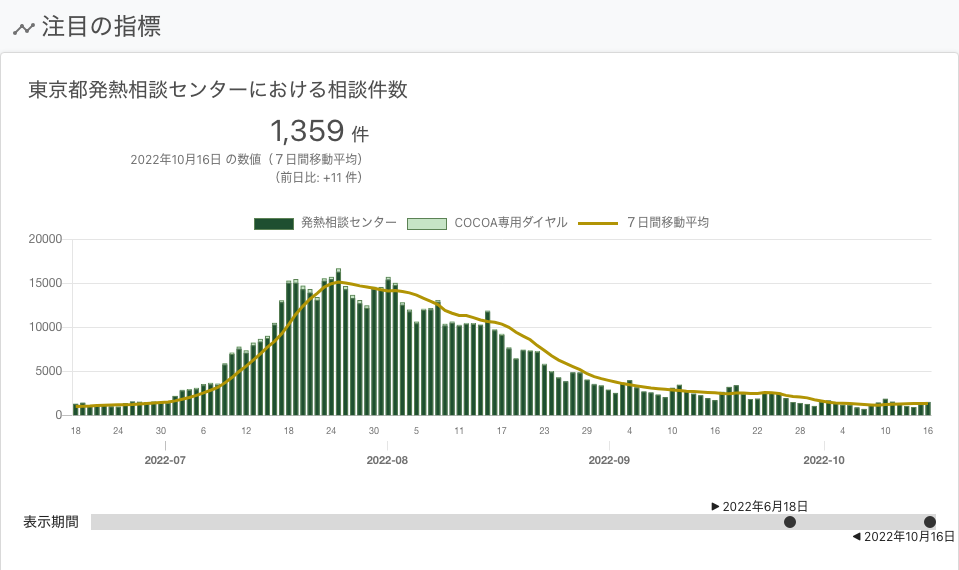 注目の指標
東京都発熱相談センターにおける相談件数
1,359 件
2022年10月16日 の数値（７日間移動平均）
（前日比: +11 件）
発熱相談センター COCOA専用ダイヤル ７日間移動平均
20000
15000
10000
5000
0
18 24 30 6 12 18 24 30 5 11 17 23 29 4 10 16 22 28 4 10 16
2022-07 2022-08 2022-09 2022-10
▶ 2022年6月18日
表示期間
◀ 2022年10月16日